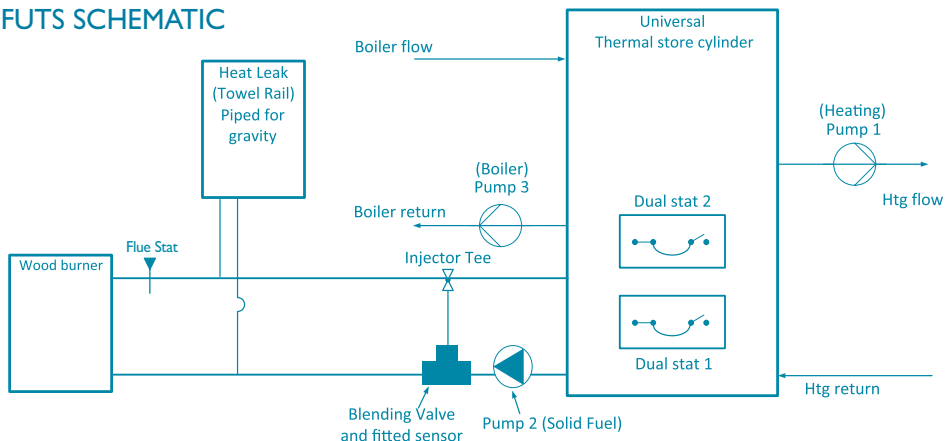 FUTS SCHEMATIC
Universal
Thermal store cylinder
Boiler flow
Heat Leak
(Towel Rail)
Piped for
gravity
(Heating)
Pump 1
Htg flow
(Boiler)
Pump 3
Boiler return
Dual stat 2
Flue Stat
Injector Tee
Wood burner
Dual stat 1
Htg return
Blending Valve
and fitted sensor
Pump 2 (Solid Fuel)